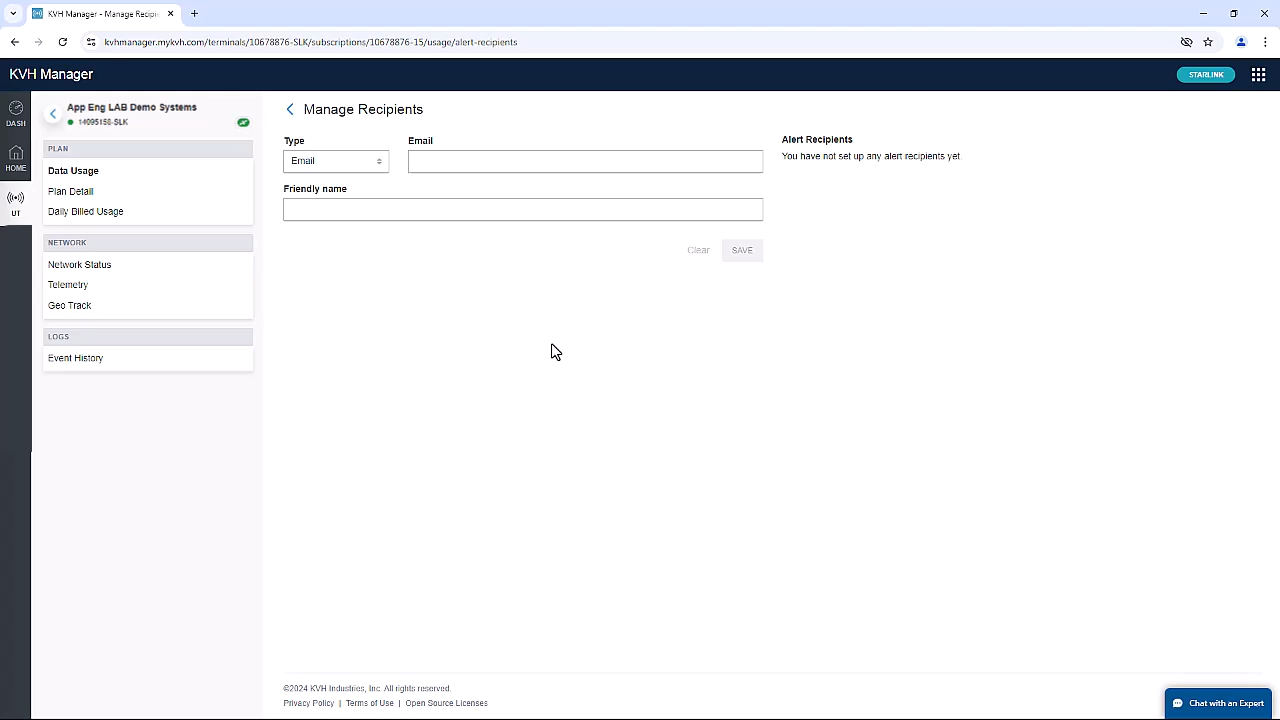 KVH Manager - Manage Recipie
kvhmanager.mykvh.com/terminals/10678876-SLK/subscriptions/10678876-15/usage/alert-recipients
KVH Manager
STARLINK
DASH
HOME
UT
App Eng LAB Demo Systems
14095158-SLK
PLAN
Data Usage
Plan Detail
Daily Billed Usage
NETWORK
Network Status
Telemetry
Geo Track
LOGS
Event History
Manage Recipients
Type
Email
Email
Friendly name
Clear
SAVE
Alert Recipients
You have not set up any alert recipients yet.
©2024 KVH Industries, Inc. All rights reserved.
Privacy Policy | Terms of Use | Open Source Licenses
Chat with an Expert